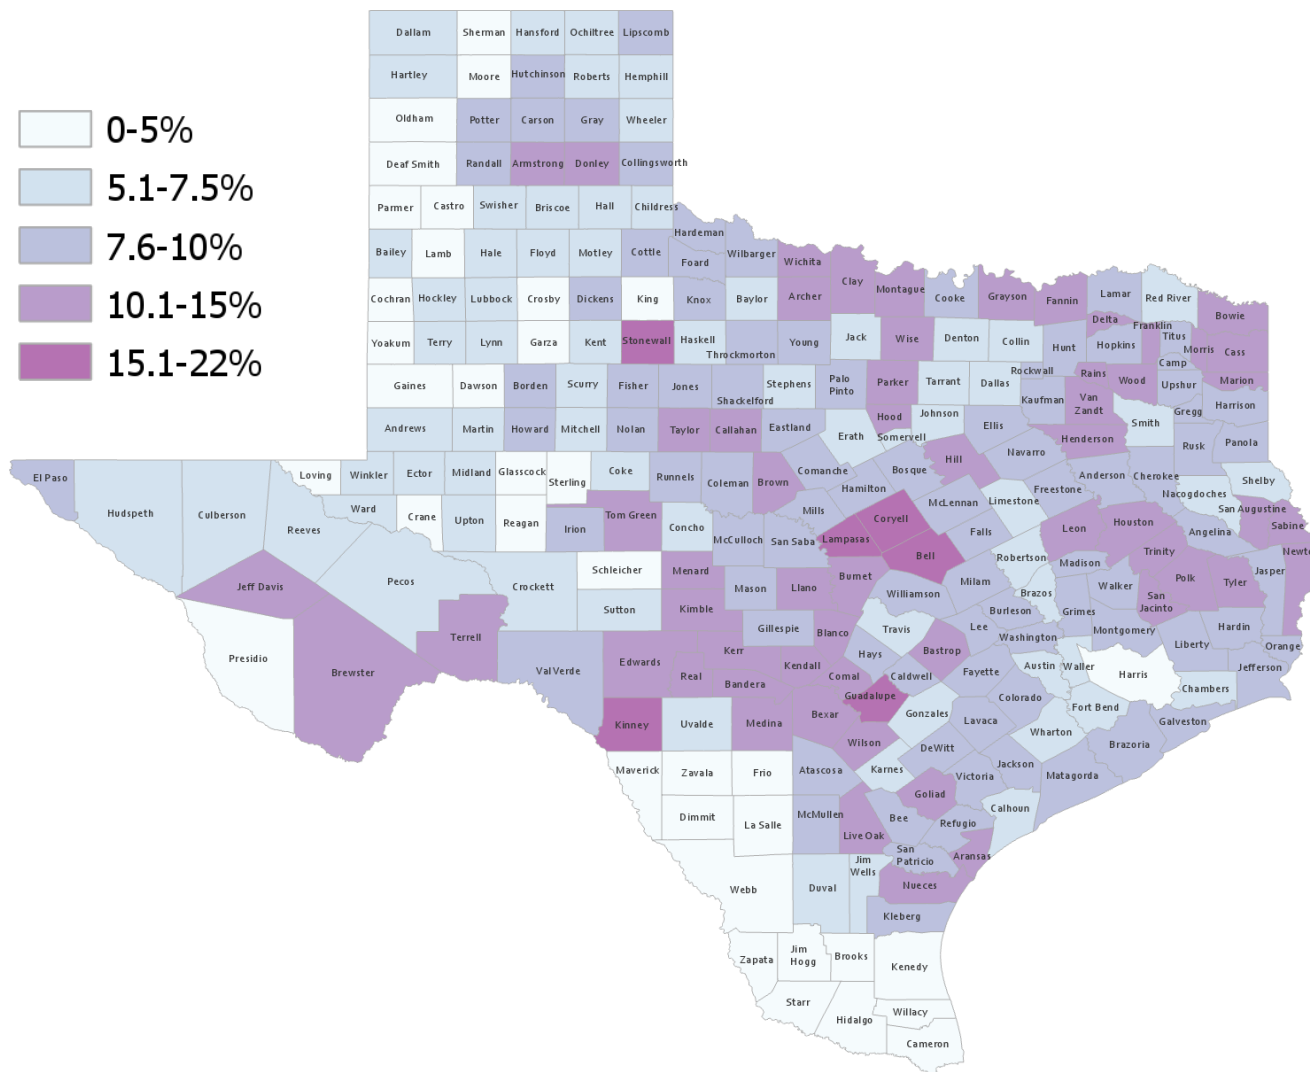 0-5%
5.1-7.5%
7.6-10%
10.1-15%
15.1-22%
Dallam Sherman Hansford Ochiltree Lipscomb
Hartley Moore Hutchinson Roberts Hemphill
Oldham Potter Carson Gray Wheeler
Deaf Smith Randall Armstrong Donley Collingsworth
Parmer Castro Swisher Briscoe Hall Childress
Hardeman
Bailey Lamb Hale Floyd Motley Cottle Foard Wilbarger Wichita
Cochran Hockley Lubbock Crosby Dickens King Knox Baylor Archer Clay Montague Cooke Grayson Fannin Lamar Red River Bowie
Delta Franklin
Yoakum Terry Lynn Garza Kent Stonewall Haskell Throckmorton Young Jack Wise Denton Collin Hunt Hopkins Titus Morris Cass
Camp
Gaines Dawson Borden Scurry Fisher Jones Shackelford Stephens Palo Pinto Parker Tarrant Dallas Rockwall Kaufman Rains Wood Upshur Marion
Van Zandt Gregg Harrison
Andrews Martin Howard Mitchell Nolan Taylor Callahan Eastland Erath Hood Somervell Johnson Ellis Henderson Smith Rusk Panola
El Paso Loving Winkler Ector Midland Glasscock Sterling Coke Runnels Coleman Brown Comanche Bosque Hill Navarro Anderson Cherokee Shelby
Hamilton Freestone Nacogdoches
Hudspeth Culberson Reeves Ward Crane Upton Reagan Irion Tom Green Concho McCulloch San Saba Mills Coryell McLennan Limestone Falls Leon Houston Angelina San Augustine Sabine
Lampasas Bell Robertson Madison Trinity Newto
Jeff Davis Pecos Crockett Schleicher Menard Mason Llano Burnet Williamson Milam Brazos Walker Polk Tyler Jasper
Sutton Kimble Burleson Grimes San Jacinto
Presidio Brewster Terrell Val Verde Edwards Kerr Gillespie Blanco Travis Lee Washington Montgomery Liberty Hardin Orange
Real Bandera Kendall Comal Hays Bastrop Caldwell Fayette Austin Waller Harris Chambers Jefferson
Kinney Uvalde Medina Bexar Guadalupe Gonzales Lavaca Colorado Fort Bend Galveston
Wilson DeWitt Wharton Brazoria
Maverick Zavala Frio Atascosa Karnes Victoria Jackson Matagorda
Dimmit La Salle McMullen Live Oak Bee Goliad Refugio Calhoun
San Patricio Aransas
Webb Duval Jim Wells Nueces
Kleberg
Zapata Jim Hogg Brooks Kenedy
Starr Hidalgo Willacy
Cameron